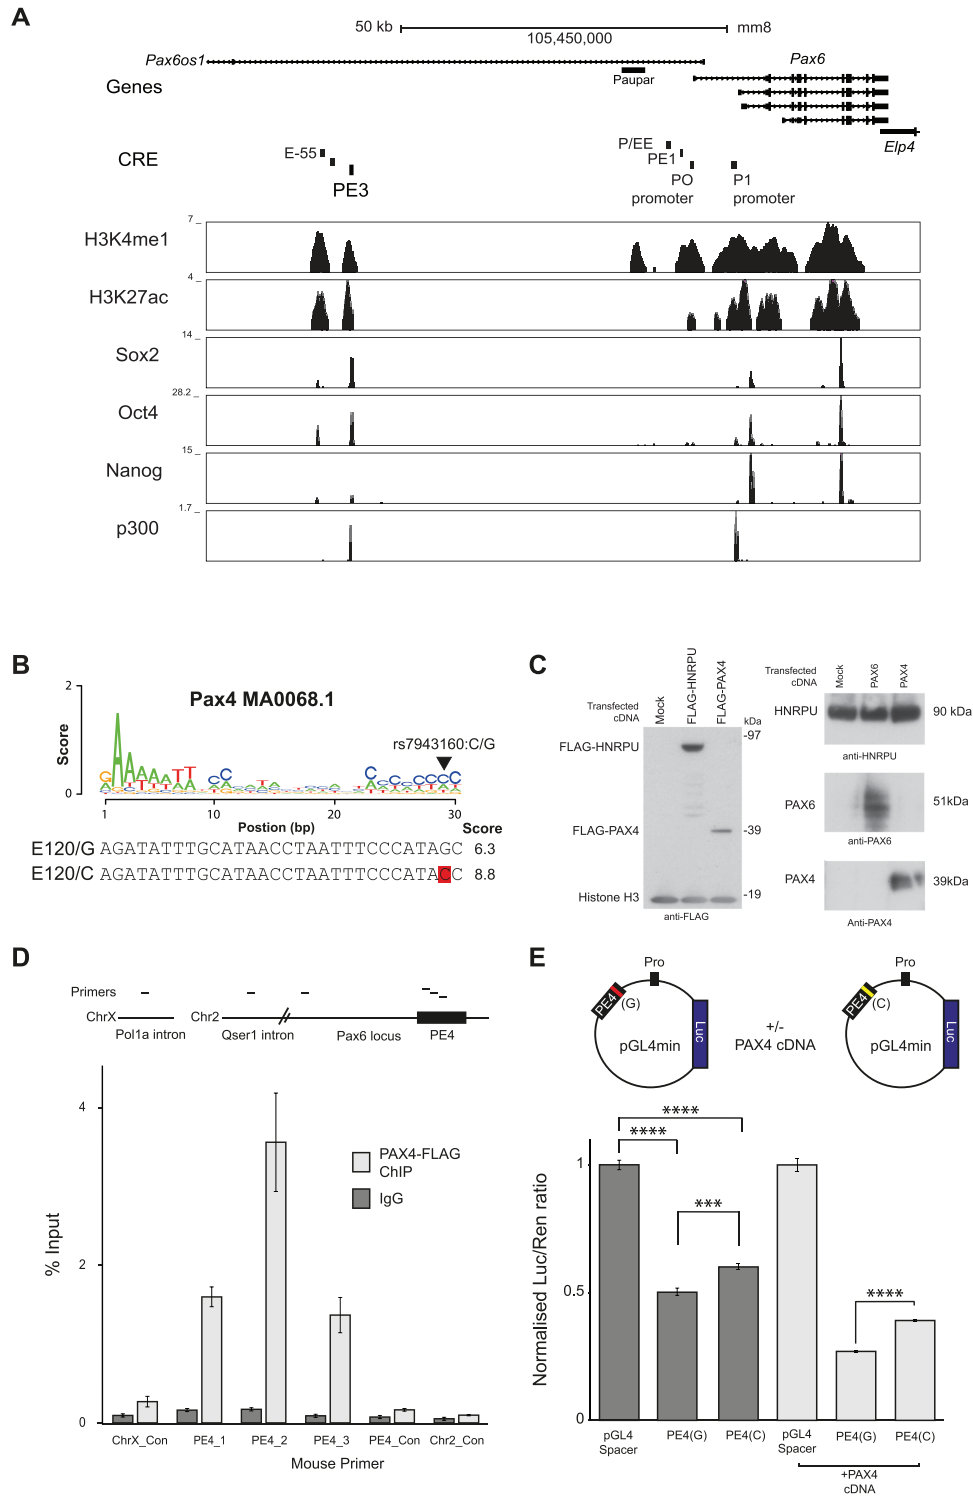 A
50 kb
mm8
105,450,000
Pax6os1
Pax6
Genes
Paupar
Elp4
CRE
E-55
PE3
P/EE
PE1
PO
promoter
P1
promoter
7
H3K4me1
4
H3K27ac
14
Sox2
28.2
Oct4
15
Nanog
1.7
p300
B
2
Pax4 MA0068.1
Score
rs7943160:C/G
0
1
10
20
30
Postion (bp)
Score
E120/G AGATATTTGCATAACCTAATTTCCCATAGC 6.3
E120/C AGATATTTGCATAACCTAATTTCCCATACC 8.8
C
Transfected
cDNA
Mock
FLAG-HNRPU
FLAG-PAX4
kDa
-97
FLAG-HNRPU
FLAG-PAX4
-39
Histone H3
-19
anti-FLAG
Transfected
cDNA
Mock
PAX6
PAX4
HNRPU
90 kDa
anti-HNRPU
PAX6
51kDa
anti-PAX6
PAX4
39kDa
Anti-PAX4
D
Primers
ChrX
Chr2
Pol1a intron
Qser1 intron
Pax6 locus
PE4
4
2
0
% Input
PAX4-FLAG
ChIP
IgG
ChrX_Con
PE4_1
PE4_2
PE4_3
PE4_Con
Chr2_Con
Mouse Primer
E
Pro
PE4
(G)
Luc
pGL4min
+/-
PAX4 cDNA
Pro
PE4
(C)
Luc
pGL4min
****
****
***
****
1
0.5
0
Normalised Luc/Ren ratio
pGL4
Spacer
PE4(G)
PE4(C)
pGL4
Spacer
PE4(G)
PE4(C)
+PAX4
cDNA